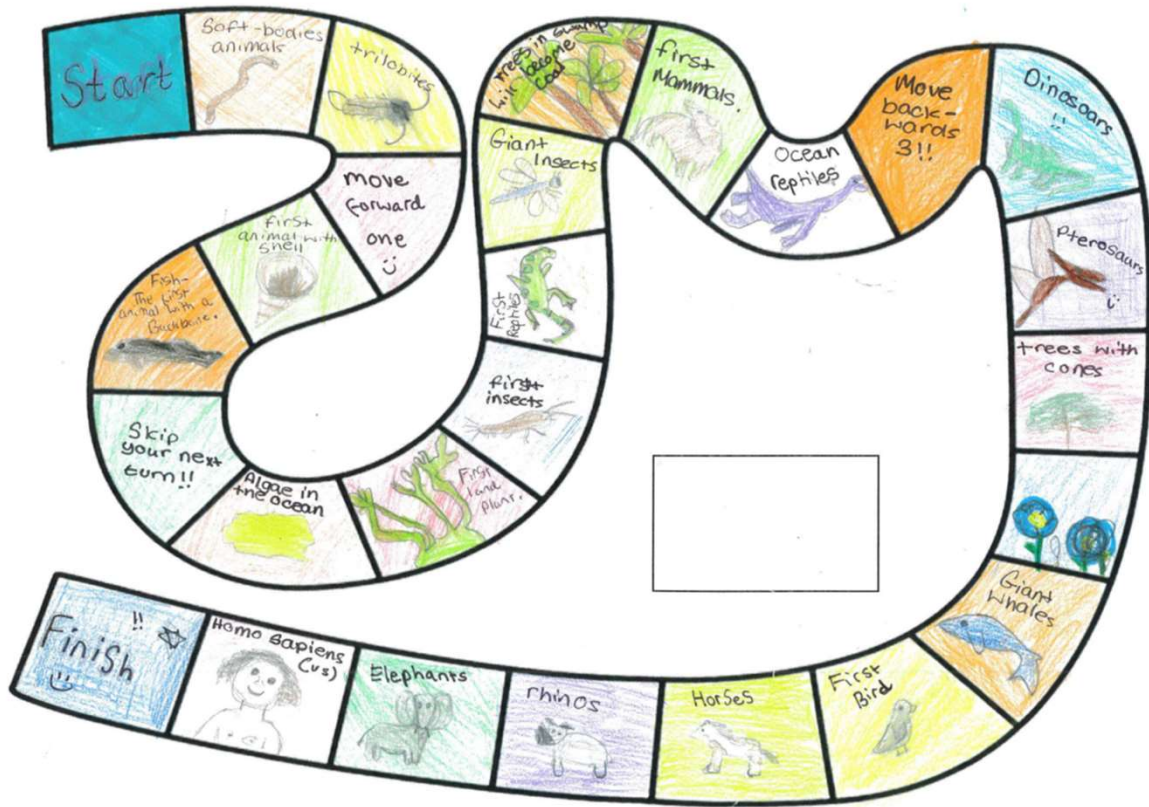 Start
Soft-bodies
animals
trilobites
move
forward
one
first
animal with
shell
Fish-
The first
animal with a
Backbone.
Skip
your next
turn!!
Algae in
the ocean
First
land
plant.
first
insects
First
Reptiles
Giant
Insects
trees in swamp
will become
coal
first
Mammals.
Ocean
reptiles
Move
back-
wards
3!!
Dinosaurs
!!
Pterosaurs
trees with
cones
Giant
Whales
First
Bird
Horses
rhinos
Elephants
Homo sapiens
(us)
Finish
!!